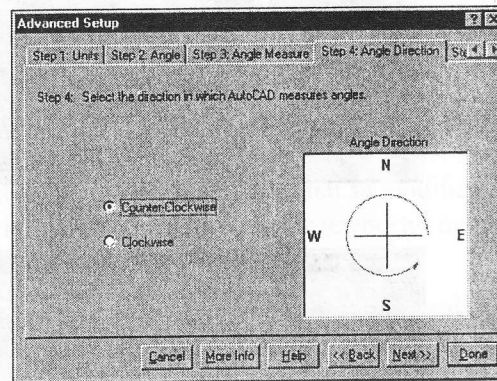 Advanced Setup
Step 1: Units Step 2: Angle Step 3: Angle Measure Step 4: Angle Direction Ste
Step 4: Select the direction in which AutoCAD measures angles.
Angle Direction
N
Counter-Clockwise
Clockwise
W E
S
Cancel More Info Help << Back Next >> Done